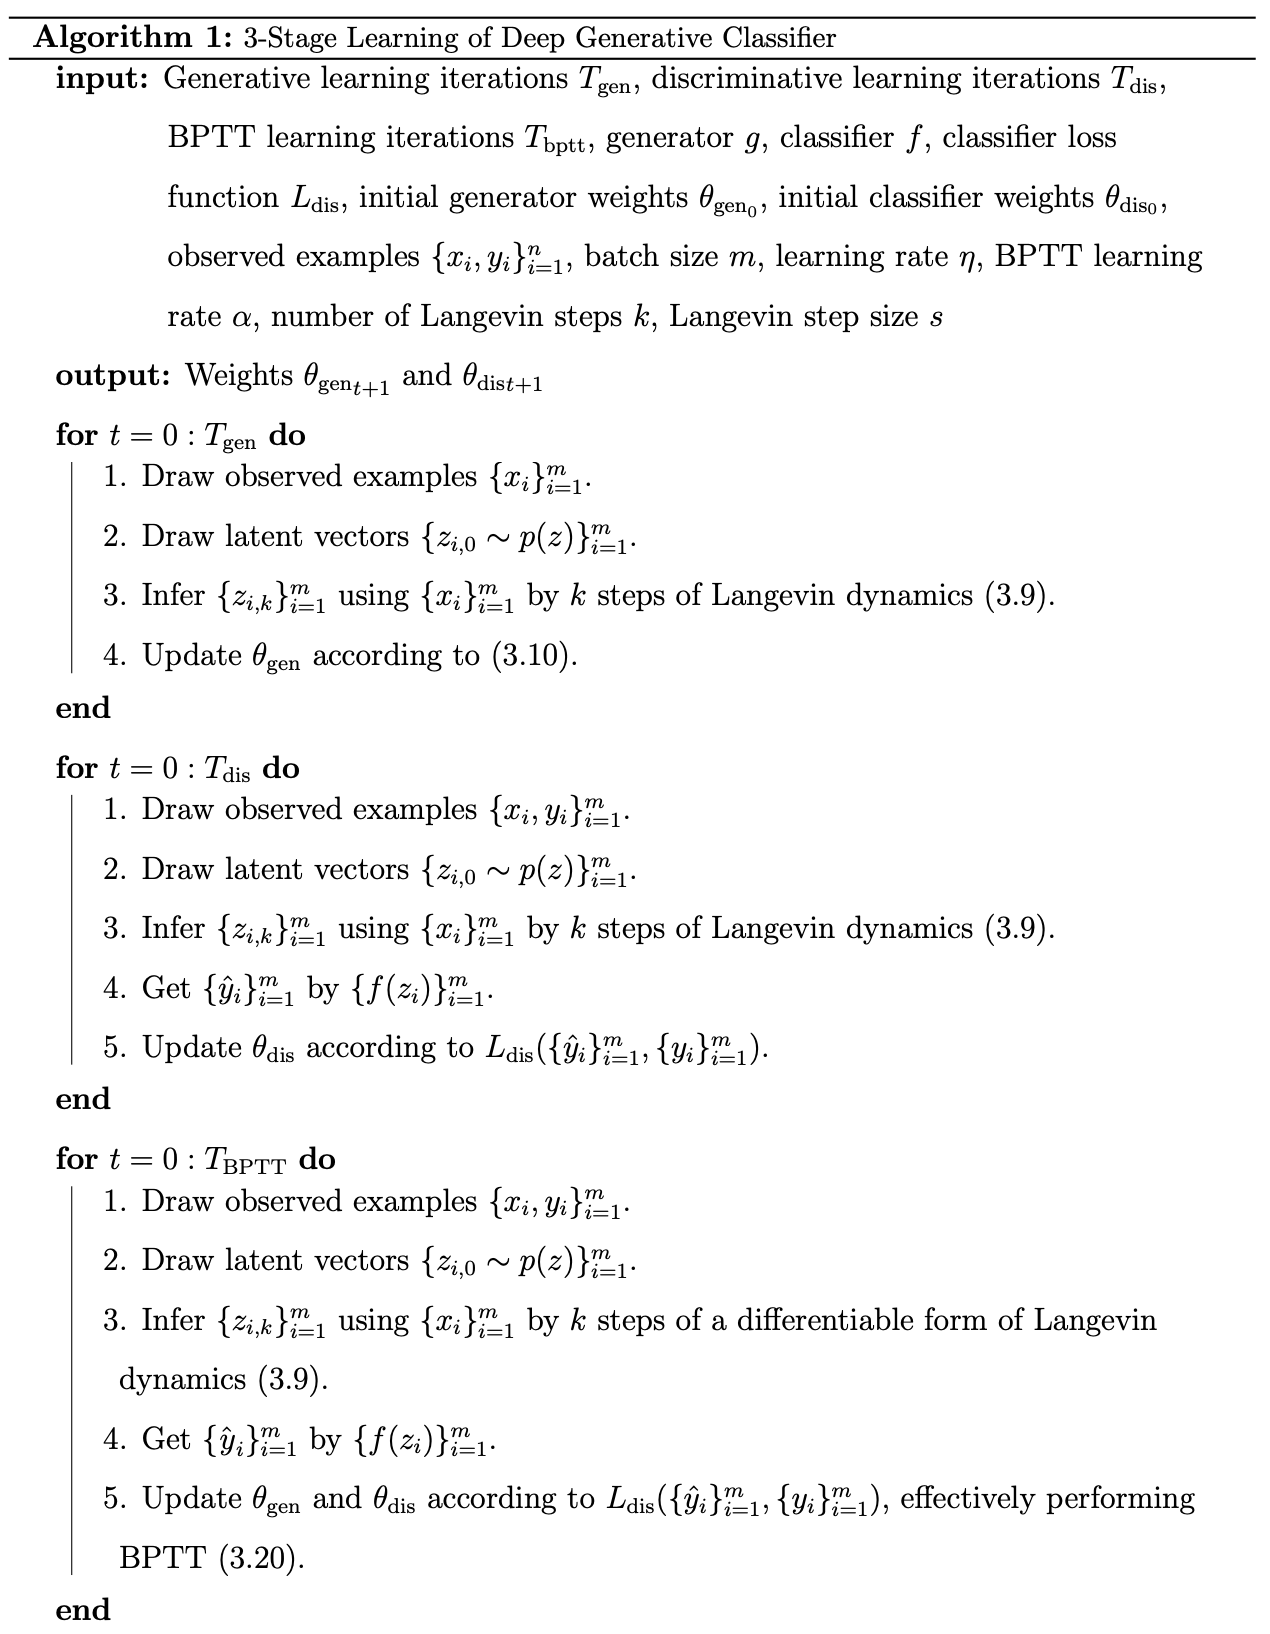 Algorithm 1: 3-Stage Learning of Deep Generative Classifier
input: Generative learning iterations $T_{\text{gen}}$, discriminative learning iterations $T_{\text{dis}}$,
BPTT learning iterations $T_{\text{bptt}}$, generator $g$, classifier $f$, classifier loss
function $L_{\text{dis}}$, initial generator weights $\theta_{\text{gen}_0}$, initial classifier weights $\theta_{\text{dis}_0}$,
observed examples $\{x_i, y_i\}_{i=1}^{n}$, batch size $m$, learning rate $\eta$, BPTT learning
rate $\alpha$, number of Langevin steps $k$, Langevin step size $s$
output: Weights $\theta_{\text{gen}_{t+1}}$ and $\theta_{\text{dis}t+1}$
for $t = 0 : T_{\text{gen}}$ do
1. Draw observed examples $\{x_i\}_{i=1}^{m}$.
2. Draw latent vectors $\{z_{i,0} \sim p(z)\}_{i=1}^{m}$.
3. Infer $\{z_{i,k}\}_{i=1}^{m}$ using $\{x_i\}_{i=1}^{m}$ by $k$ steps of Langevin dynamics (3.9).
4. Update $\theta_{\text{gen}}$ according to (3.10).
end
for $t = 0 : T_{\text{dis}}$ do
1. Draw observed examples $\{x_i, y_i\}_{i=1}^{m}$.
2. Draw latent vectors $\{z_{i,0} \sim p(z)\}_{i=1}^{m}$.
3. Infer $\{z_{i,k}\}_{i=1}^{m}$ using $\{x_i\}_{i=1}^{m}$ by $k$ steps of Langevin dynamics (3.9).
4. Get $\{\hat{y}_i\}_{i=1}^{m}$ by $\{f(z_i)\}_{i=1}^{m}$.
5. Update $\theta_{\text{dis}}$ according to $L_{\text{dis}}(\{\hat{y}_i\}_{i=1}^{m}, \{y_i\}_{i=1}^{m})$.
end
for $t = 0 : T_{\text{BPTT}}$ do
1. Draw observed examples $\{x_i, y_i\}_{i=1}^{m}$.
2. Draw latent vectors $\{z_{i,0} \sim p(z)\}_{i=1}^{m}$.
3. Infer $\{z_{i,k}\}_{i=1}^{m}$ using $\{x_i\}_{i=1}^{m}$ by $k$ steps of a differentiable form of Langevin
dynamics (3.9).
4. Get $\{\hat{y}_i\}_{i=1}^{m}$ by $\{f(z_i)\}_{i=1}^{m}$.
5. Update $\theta_{\text{gen}}$ and $\theta_{\text{dis}}$ according to $L_{\text{dis}}(\{\hat{y}_i\}_{i=1}^{m}, \{y_i\}_{i=1}^{m})$, effectively performing
BPTT (3.20).
end